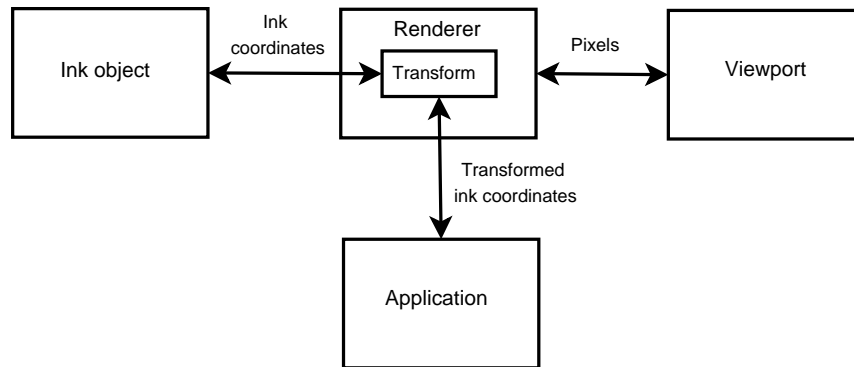 Ink object
Ink
coordinates
Renderer
Transform
Pixels
Viewport
Transformed
ink coordinates
Application